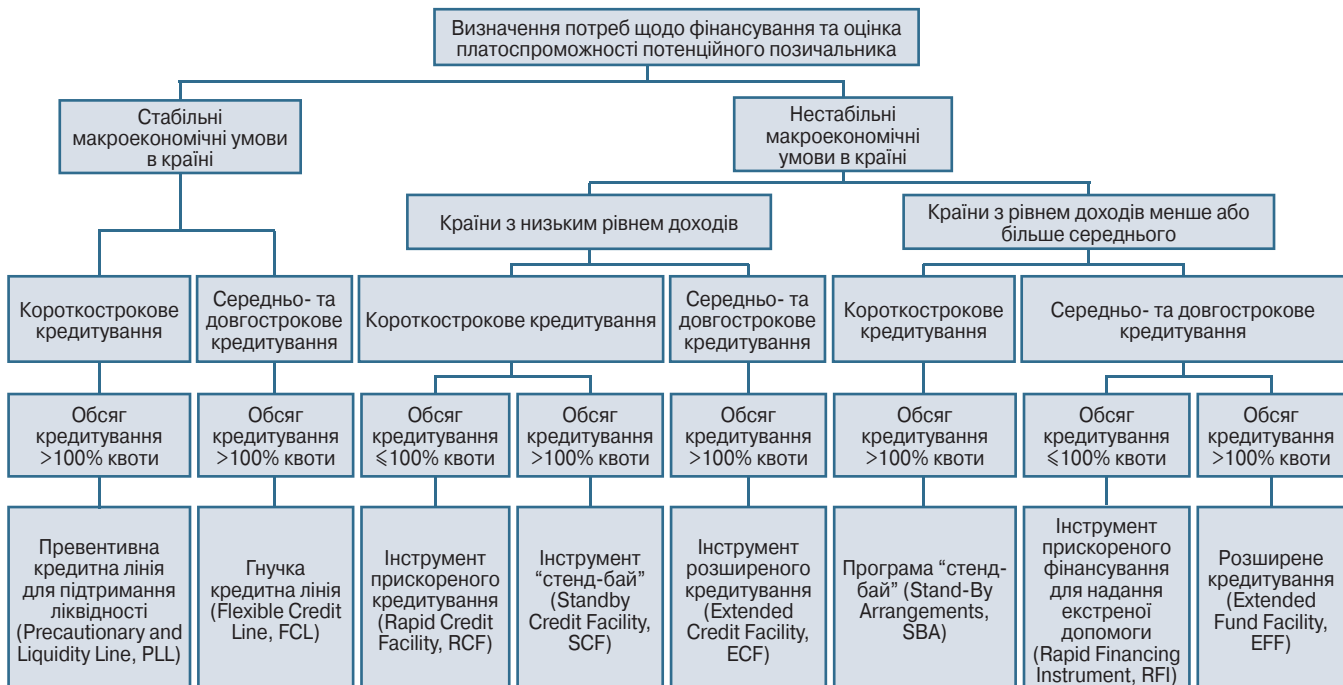 Визначення потреб щодо фінансування та оцінка
платоспроможності потенційного позичальника
Стабільні
макроекономічні умови
в країні
Нестабільні
макроекономічні
умови в країні
Країни з низьким рівнем доходів
Країни з рівнем доходів менше або
більше середнього
Короткострокове
кредитування
Середньо- та
довгострокове
кредитування
Короткострокове кредитування
Середньо- та
довгострокове
кредитування
Короткострокове
кредитування
Середньо- та довгострокове
кредитування
Обсяг
кредитування
>100% квоти
Обсяг
кредитування
>100% квоти
Обсяг
кредитування
⩽100% квоти
Обсяг
кредитування
>100% квоти
Обсяг
кредитування
>100% квоти
Обсяг
кредитування
>100% квоти
Обсяг
кредитування
⩽100% квоти
Обсяг
кредитування
>100% квоти
Превентивна
кредитна лінія
для підтримання
ліквідності
(Precautionary and
Liquidity Line, PLL)
Гнучка
кредитна лінія
(Flexible Credit
Line, FCL)
Інструмент
прискореного
кредитування
(Rapid Credit
Facility, RCF)
Інструмент
“стенд-бай”
(Standby
Credit Facility,
SCF)
Інструмент
розширеного
кредитування
(Extended
Credit Facility,
ECF)
Програма “стенд-
бай” (Stand-By
Arrangements,
SBA)
Інструмент
прискореного
фінансування
для надання
екстреної
допомоги
(Rapid Financing
Instrument, RFI)
Розширене
кредитування
(Extended
Fund Facility,
EFF)